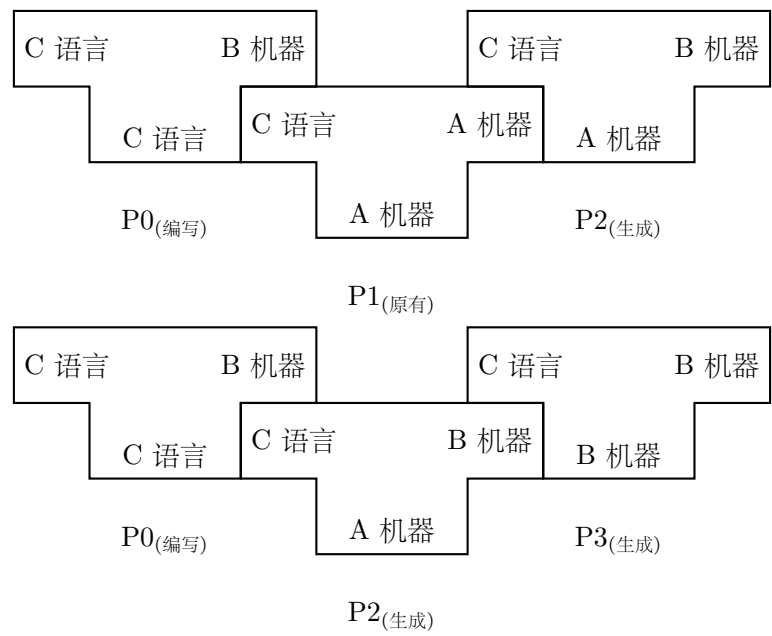 C 语言 B 机器 C 语言 B 机器
C 语言 C 语言 A 机器 A 机器
P0(编写) A 机器 P2(生成)
P1(原有)
C 语言 B 机器 C 语言 B 机器
C 语言 C 语言 B 机器 B 机器
P0(编写) A 机器 P3(生成)
P2(生成)